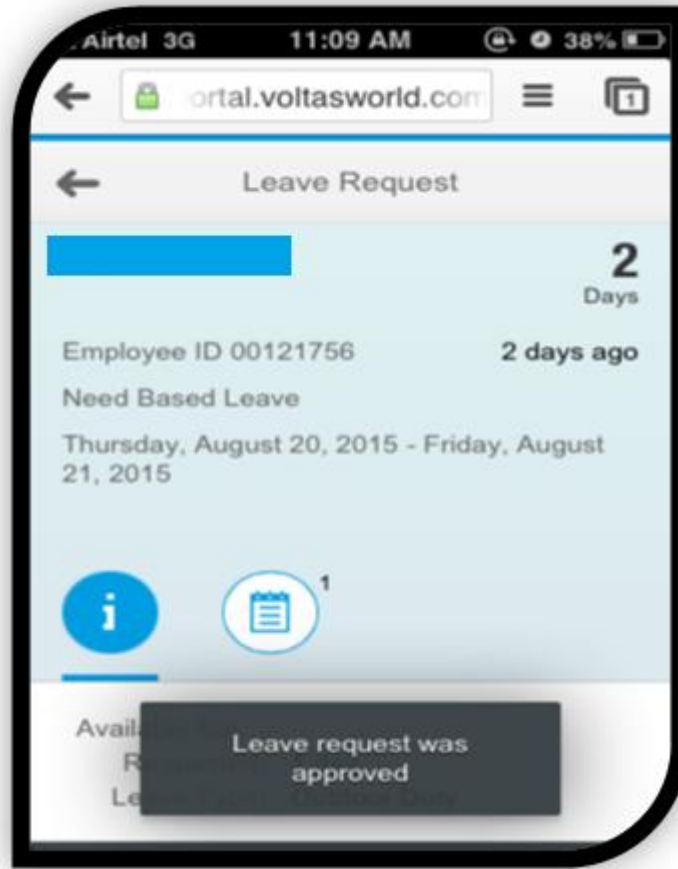 Airtel 3G 11:09 AM 38%
ortal.voltasworld.com 1
Leave Request
2
Days
Employee ID 00121756 2 days ago
Need Based Leave
Thursday, August 20, 2015 - Friday, August
21, 2015
i 1
Leave request was
approved